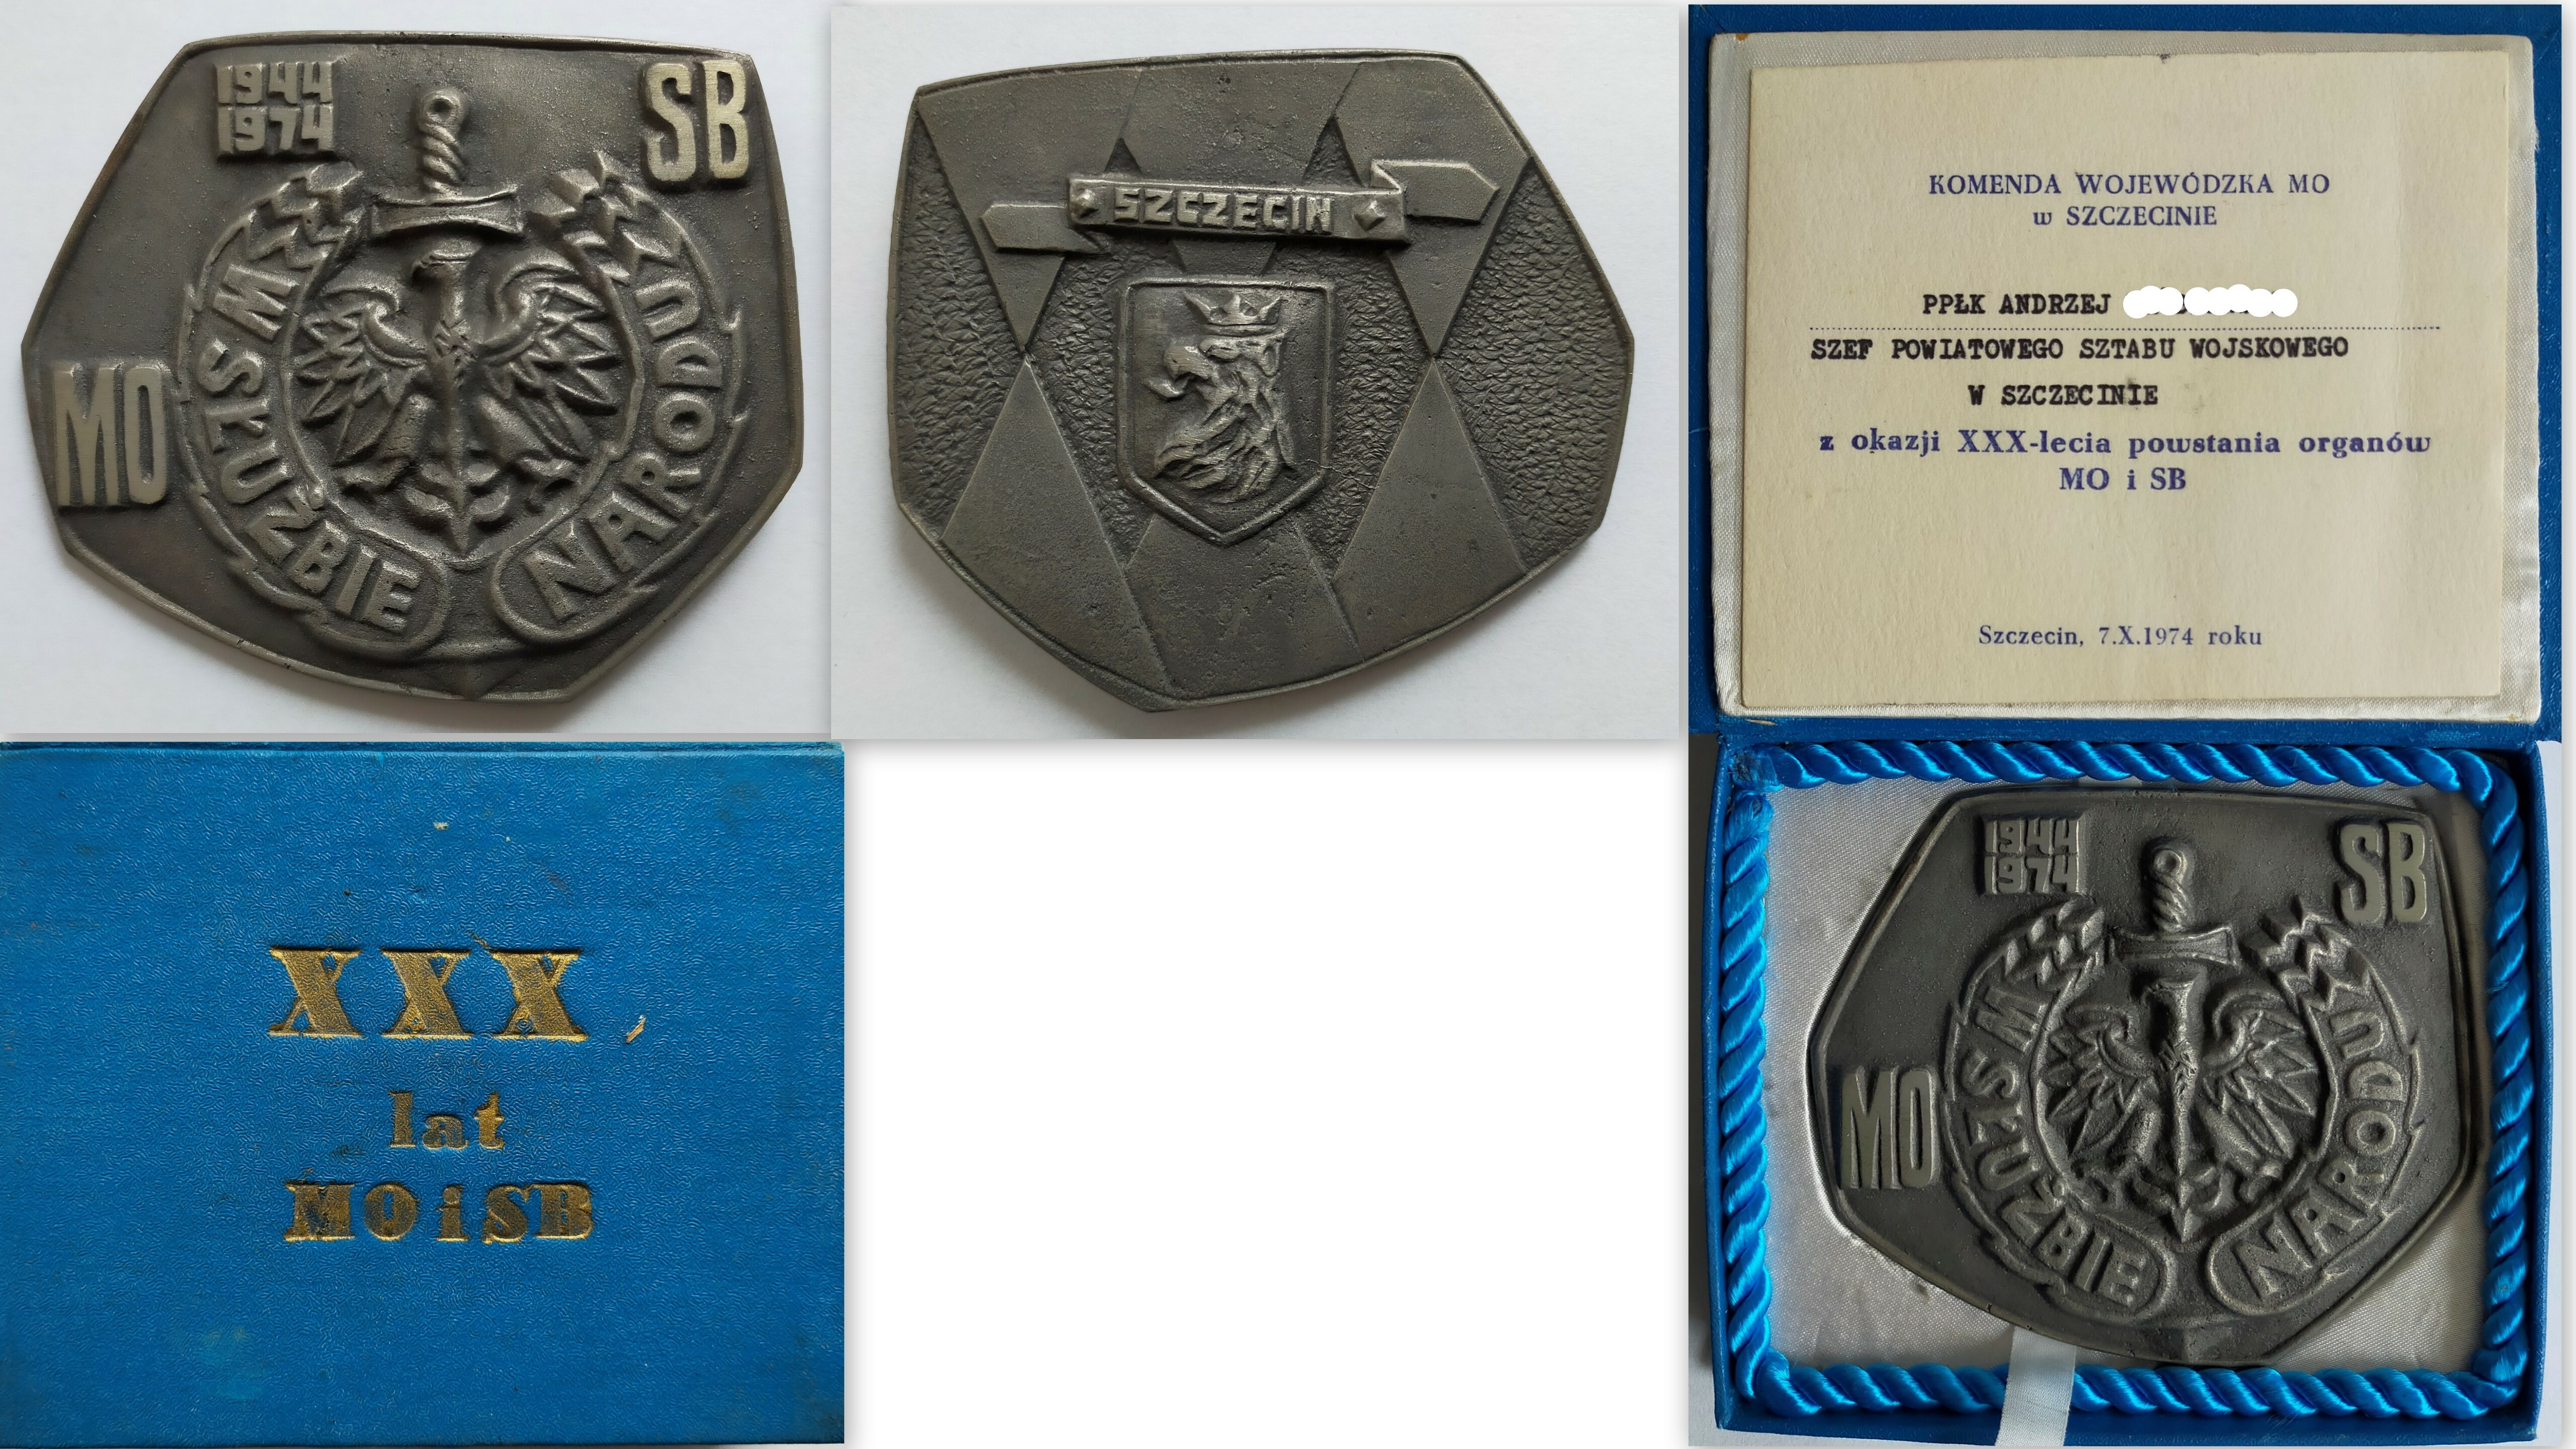 1944
1974
SB
MO
W SŁUŻBIE
NARODU
SZCZECIN
KOMENDA WOJEWÓDZKA MO
w SZCZECINIE
PPŁK ANDRZEJ
SZEF POWIATOWEGO SZTABU WOJSKOWEGO
W SZCZECINIE
z okazji XXX-lecia powstania organów
MO i SB
Szczecin, 7.X.1974 roku
XXX
lat
MO i SB
1944
1974
SB
MO
W SŁUŻBIE
NARODU